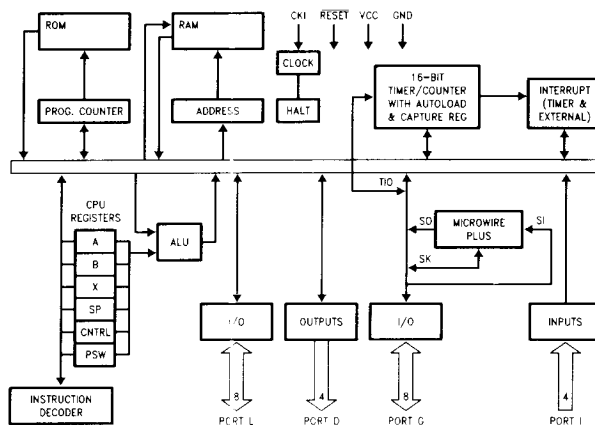 ROM
RAM
CKI
RESET
VCC
GND
CLOCK
HALT
PROG. COUNTER
ADDRESS
16-BIT
TIMER/COUNTER
WITH AUTOLOAD
& CAPTURE REG
INTERRUPT
(TIMER &
EXTERNAL)
TIO
CPU
REGISTERS
A
B
X
SP
CNTRL
PSW
ALU
SO
MICROWIRE
PLUS
SI
SK
I/O
OUTPUTS
I/O
INPUTS
INSTRUCTION
DECODER
8
4
8
4
PORT L
PORT D
PORT G
PORT I